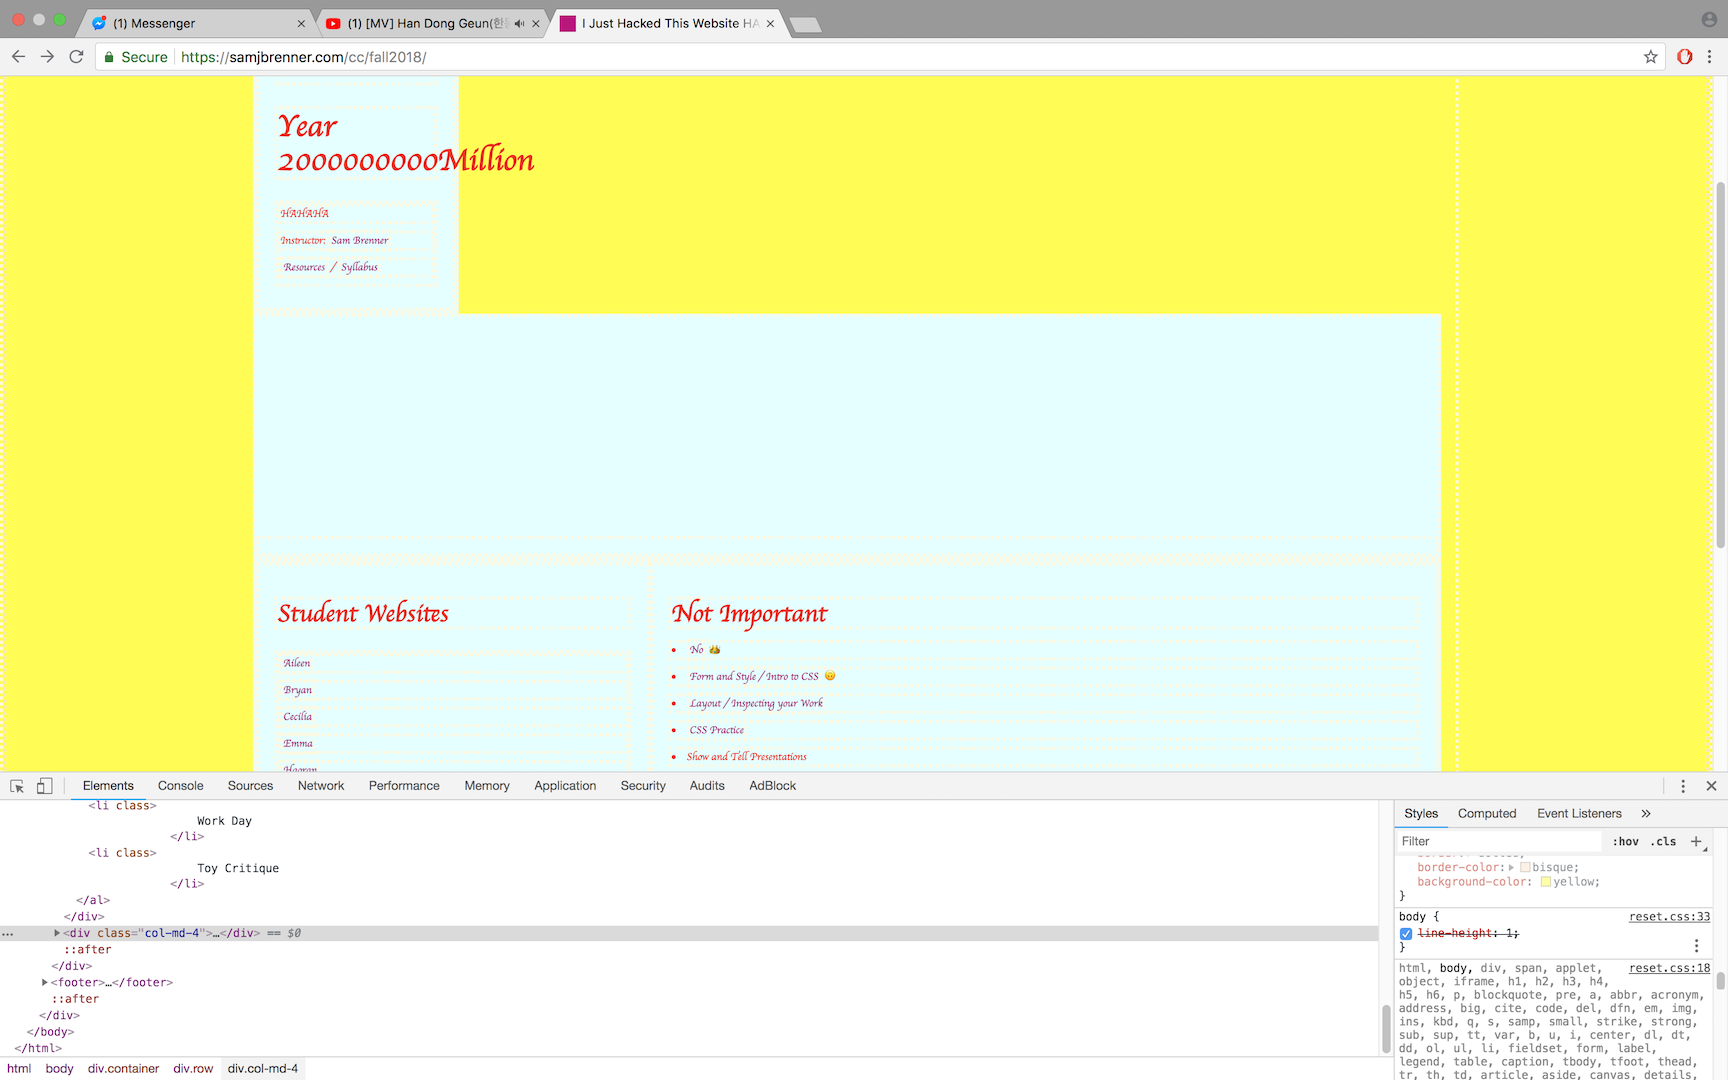 (1) Messenger
(1) [MV] Han Dong Geun(한
I Just Hacked This Website HA
Secure
https://samjbrenner.com/cc/fall2018/
Year
2000000000Million
HAHAHA
Instructor: Sam Brenner
Resources / Syllabus
Student Websites
Aileen
Bryan
Cecilia
Emma
Haoran
Not Important
No
Form and Style / Intro to CSS
Layout / Inspecting your Work
CSS Practice
Show and Tell Presentations
Elements Console Sources Network Performance Memory Application Security Audits AdBlock
<li class>
Work Day
</li>
<li class>
Toy Critique
</li>
</al>
</div>
<div class="col-md-4">…</div> == $0
::after
</div>
<footer>…</footer>
::after
</div>
</body>
</html>
html body div.container div.row div.col-md-4
Styles Computed Event Listeners »
Filter :hov .cls +
border-color: bisque;
background-color: yellow;
}
body { reset.css:33
line-height: 1;
}
html, body, div, span, applet, reset.css:18
object, iframe, h1, h2, h3, h4,
h5, h6, p, blockquote, pre, a, abbr, acronym,
address, big, cite, code, del, dfn, em, img,
ins, kbd, q, s, samp, small, strike, strong,
sub, sup, tt, var, b, u, i, center, dl, dt,
dd, ol, ul, li, fieldset, form, label,
legend, table, caption, tbody, tfoot, thead,
tr, th, td, article, aside, canvas, details,